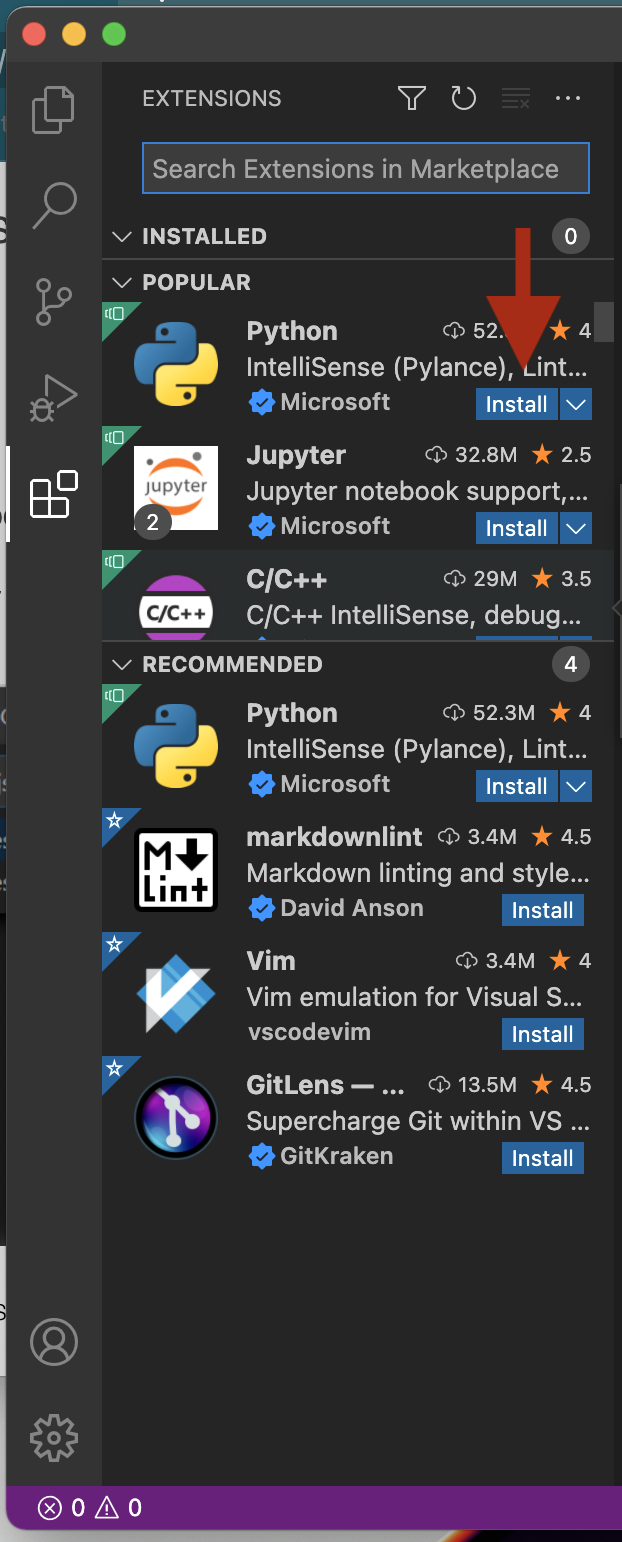 EXTENSIONS
Search Extensions in Marketplace
INSTALLED 0
POPULAR
Python 52. 4
IntelliSense (Pylance), Lint...
Microsoft Install
Jupyter 32.8M 2.5
jupyter
Jupyter notebook support,...
2
Microsoft Install
C/C++ 29M 3.5
C/C++
C/C++ IntelliSense, debug...
RECOMMENDED 4
Python 52.3M 4
IntelliSense (Pylance), Lint...
Microsoft Install
markdownlint 3.4M 4.5
M
Lint
Markdown linting and style...
David Anson Install
Vim 3.4M 4
Vim emulation for Visual S...
vscodevim Install
GitLens — ... 13.5M 4.5
Supercharge Git within VS ...
GitKraken Install
0 0